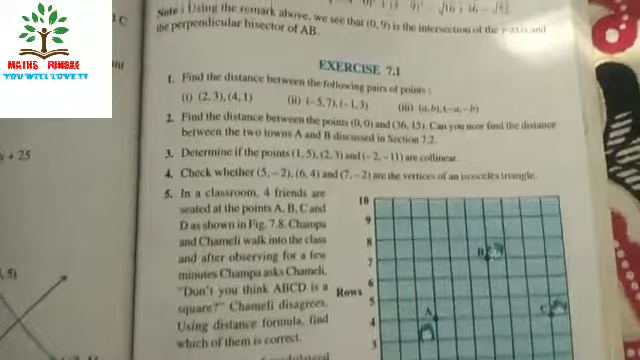 Note : Using the remark above, we see that (0, 9) is the intersection of the y-axis and
the perpendicular bisector of AB.
MATHS FUNBEE
YOU WILL LOVE IT
EXERCISE 7.1
1. Find the distance between the following pairs of points :
(i) (2, 3), (4, 1) (ii) (–5, 7), (–1, 3) (iii) (a, b), (–a, –b)
2. Find the distance between the points (0, 0) and (36, 15). Can you now find the distance
between the two towns A and B discussed in Section 7.2.
3. Determine if the points (1, 5), (2, 3) and (–2, –11) are collinear.
4. Check whether (5, –2), (6, 4) and (7, –2) are the vertices of an isosceles triangle.
5. In a classroom, 4 friends are
seated at the points A, B, C and
D as shown in Fig. 7.8. Champa
and Chameli walk into the class
and after observing for a few
minutes Champa asks Chameli,
"Don't you think ABCD is a
square?" Chameli disagrees.
Using distance formula, find
which of them is correct.
+ 25
, 5)
10
9
8
7
6
5
4
3
Rows
B
A
C